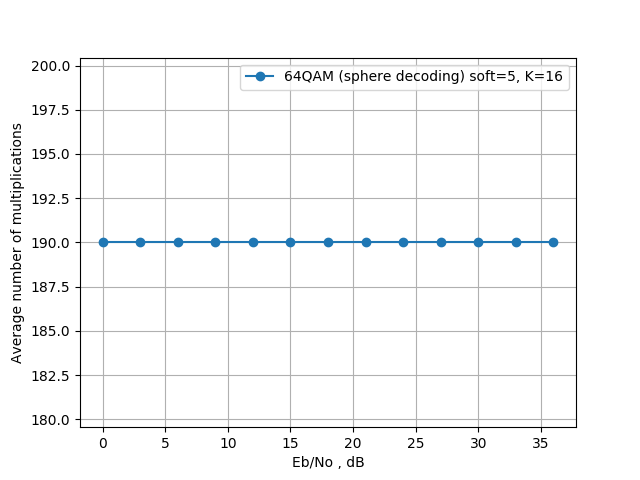 200.0
197.5
195.0
192.5
190.0
187.5
185.0
182.5
180.0
Average number of multiplications
64QAM (sphere decoding) soft=5, K=16
0 5 10 15 20 25 30 35
Eb/No , dB